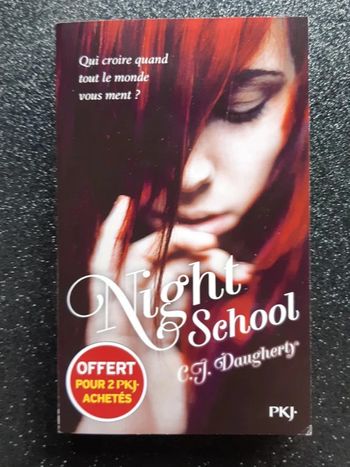 Qui croire quand
tout le monde
vous ment ?
Night
School
C.J. Daugherty
OFFERT
POUR 2 PKJ·
ACHETÉS
PKJ·